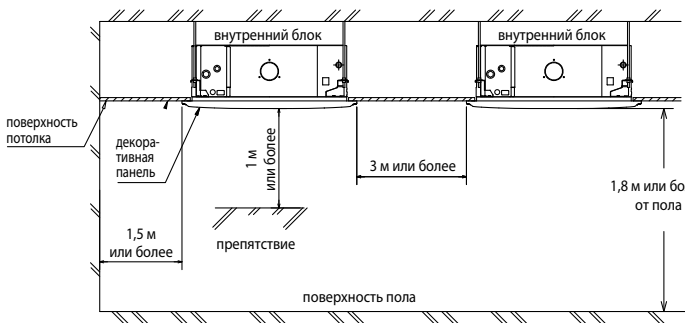 внутренний блок
внутренний блок
поверхность
потолка
декора-
тивная
панель
1 м
или более
3 м или более
1,8 м или бо
от пола
1,5 м
или более
препятствие
поверхность пола